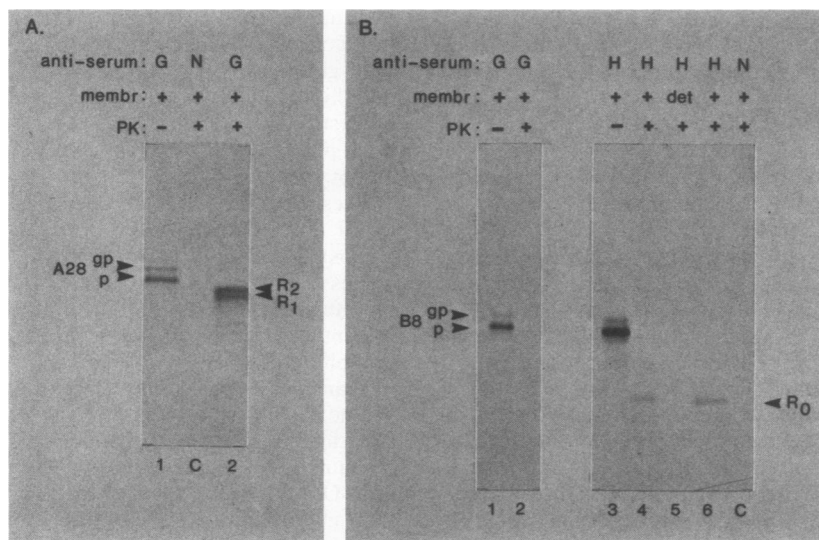 A.
anti-serum: G N G
membr: + + +
PK: - + +
A28 gp
p
R2
R1
1 C 2
B.
anti-serum: G G H H H H N
membr: + + + + det + +
PK: - + - + + + +
B8 gp
p
R0
1 2 3 4 5 6 C